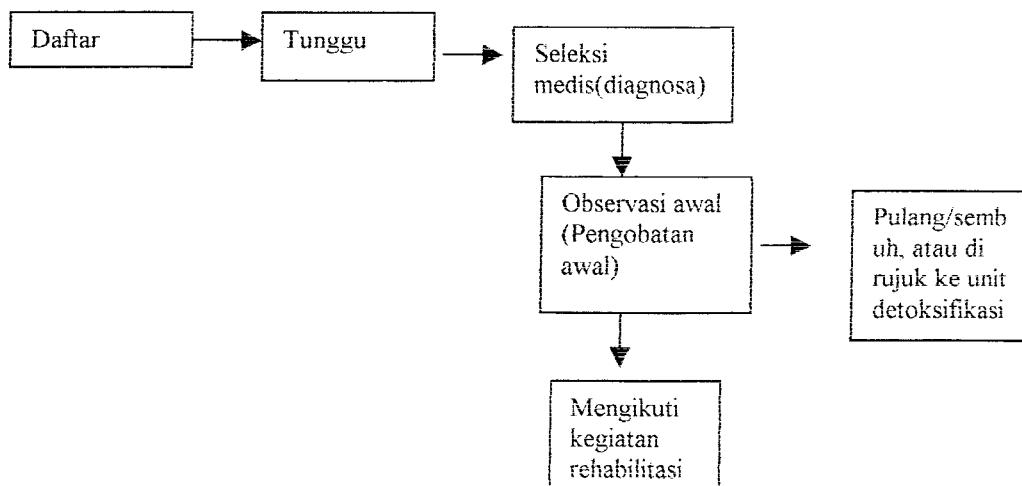 Daftar
Tunggu
Seleksi
medis(diagnosa)
Observasi awal
(Pengobatan
awal)
Pulang/semb
uh, atau di
rujuk ke unit
detoksifikasi
Mengikuti
kegiatan
rehabilitasi